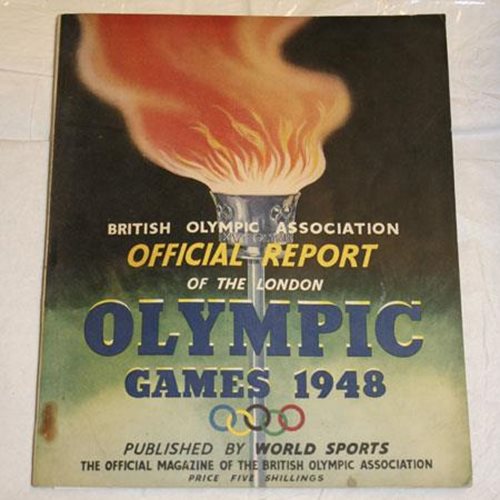 BRITISH OLYMPIC ASSOCIATION
OFFICIAL REPORT
OF THE LONDON
OLYMPIC
GAMES 1948
PUBLISHED BY WORLD SPORTS
THE OFFICIAL MAGAZINE OF THE BRITISH OLYMPIC ASSOCIATION
PRICE FIVE SHILLINGS